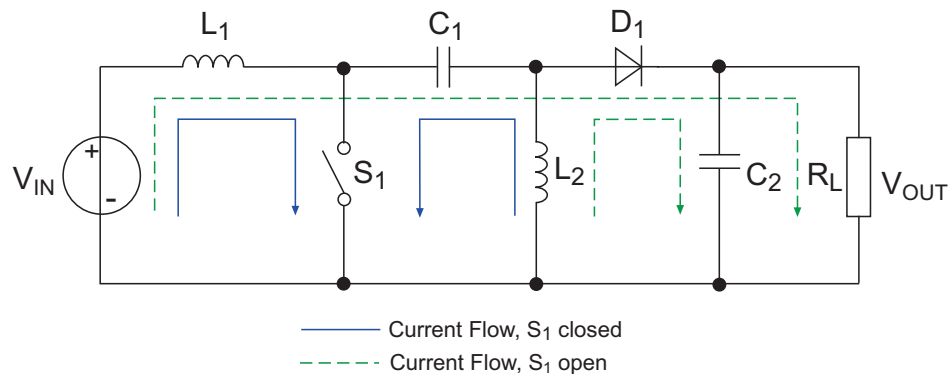 L1
C1
D1
+
-
VIN
S1
L2
C2
RL
VOUT
Current Flow, S1 closed
Current Flow, S1 open